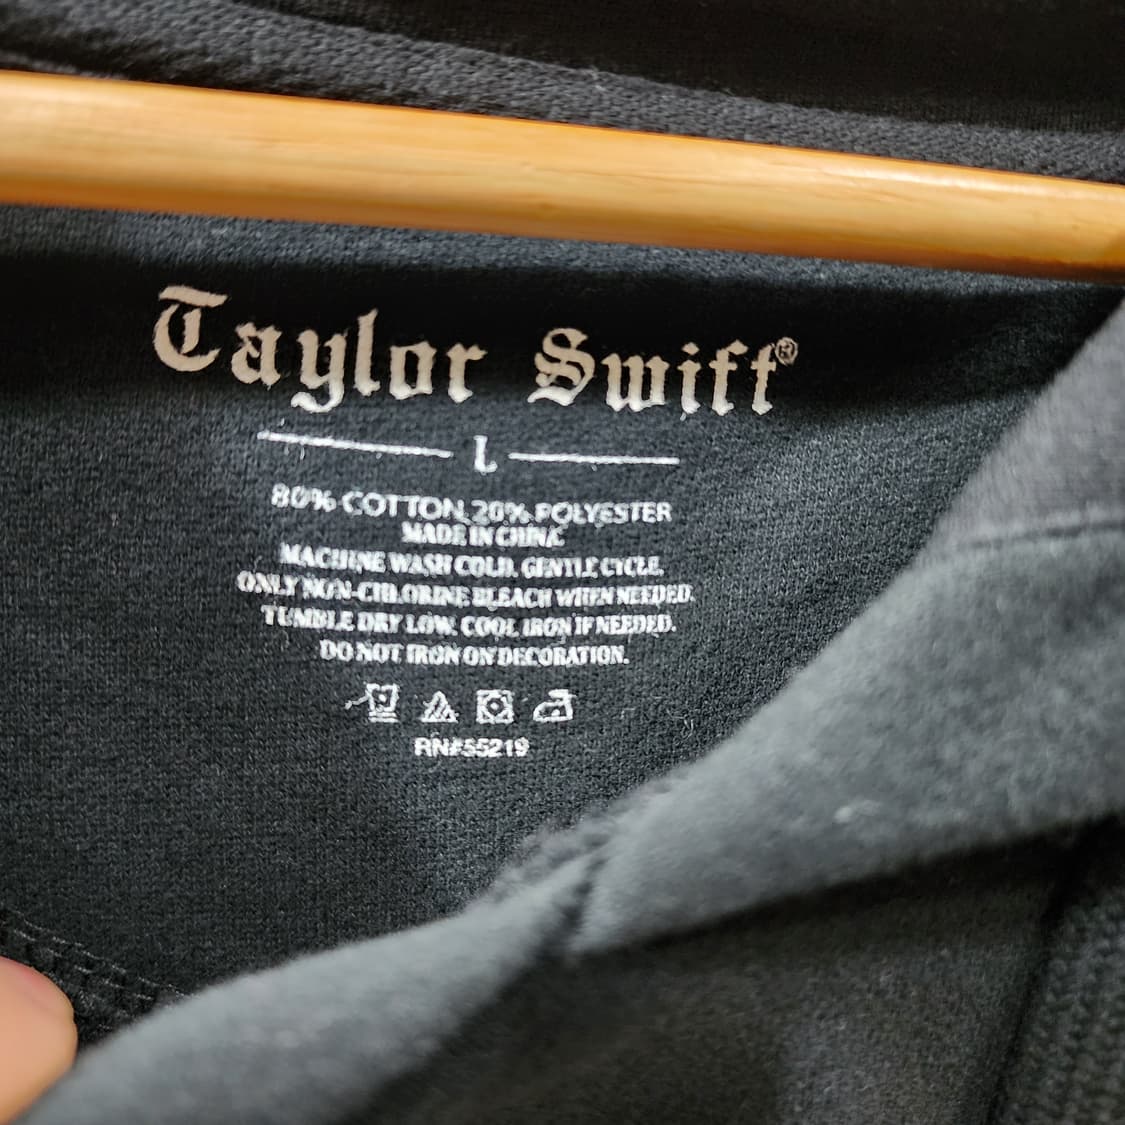 Taylor Swift®
L
80% COTTON, 20% POLYESTER
MADE IN CHINA
MACHINE WASH COLD, GENTLE CYCLE.
ONLY NON-CHLORINE BLEACH WHEN NEEDED.
TUMBLE DRY LOW. COOL IRON IF NEEDED.
DO NOT IRON ON DECORATION.
RN#55219